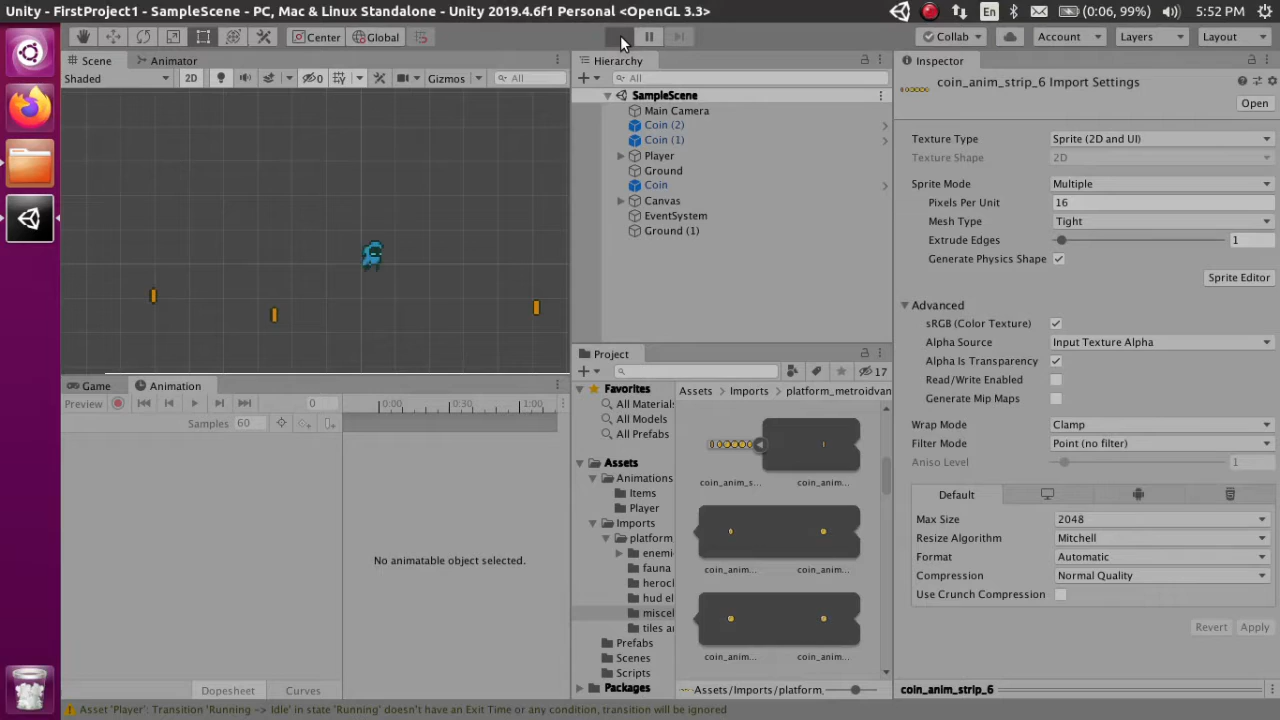 Unity - FirstProject1 - SampleScene - PC, Mac & Linux Standalone - Unity 2019.4.6f1 Personal <OpenGL 3.3>
En
(0:06, 99%)
5:52 PM
Center
Global
Collab
Account
Layers
Layout
Scene
Animator
Shaded
2D
0
Gizmos
All
Hierarchy
All
SampleScene
Main Camera
Coin (2)
Coin (1)
Player
Ground
Coin
Canvas
EventSystem
Ground (1)
Inspector
coin_anim_strip_6 Import Settings
Open
Texture Type
Sprite (2D and UI)
Texture Shape
2D
Sprite Mode
Multiple
Pixels Per Unit
16
Mesh Type
Tight
Extrude Edges
1
Generate Physics Shape
Sprite Editor
Advanced
sRGB (Color Texture)
Alpha Source
Input Texture Alpha
Alpha Is Transparency
Read/Write Enabled
Generate Mip Maps
Wrap Mode
Clamp
Filter Mode
Point (no filter)
Aniso Level
1
Default
Max Size
2048
Resize Algorithm
Mitchell
Format
Automatic
Compression
Normal Quality
Use Crunch Compression
Revert
Apply
coin_anim_strip_6
Game
Animation
Preview
0
0:00
0:30
1:00
Samples
60
No animatable object selected.
Dopesheet
Curves
Project
17
Favorites
All Material
All Models
All Prefabs
Assets
Animations
Items
Player
Imports
platform
enemi
fauna
heroc
hud el
miscel
tiles a
Prefabs
Scenes
Scripts
Packages
Assets
Imports
platform_metroidvan
coin_anim_s...
coin_anim...
coin_anim...
coin_anim...
coin_anim...
coin_anim...
Assets/Imports/platform_
Asset 'Player': Transition 'Running -> Idle' in state 'Running' doesn't have an Exit Time or any condition, transition will be ignored